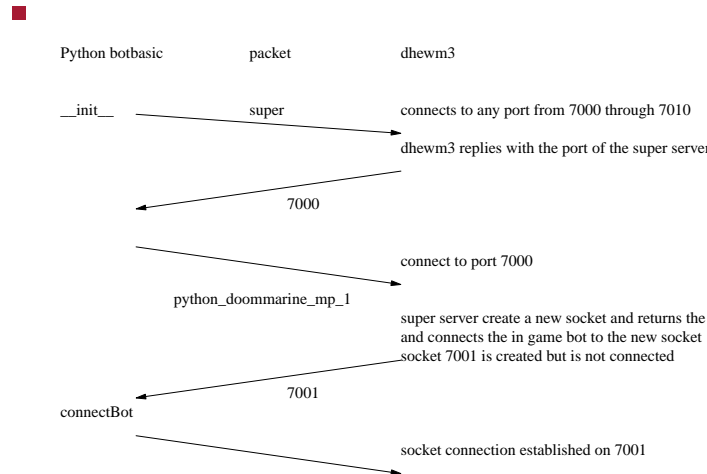 Python botbasic packet dhewm3
__init__ super connects to any port from 7000 through 7010
dhewm3 replies with the port of the super server
7000
connect to port 7000
python_doommarine_mp_1
super server create a new socket and returns the
and connects the in game bot to the new socket
socket 7001 is created but is not connected
7001
connectBot
socket connection established on 7001